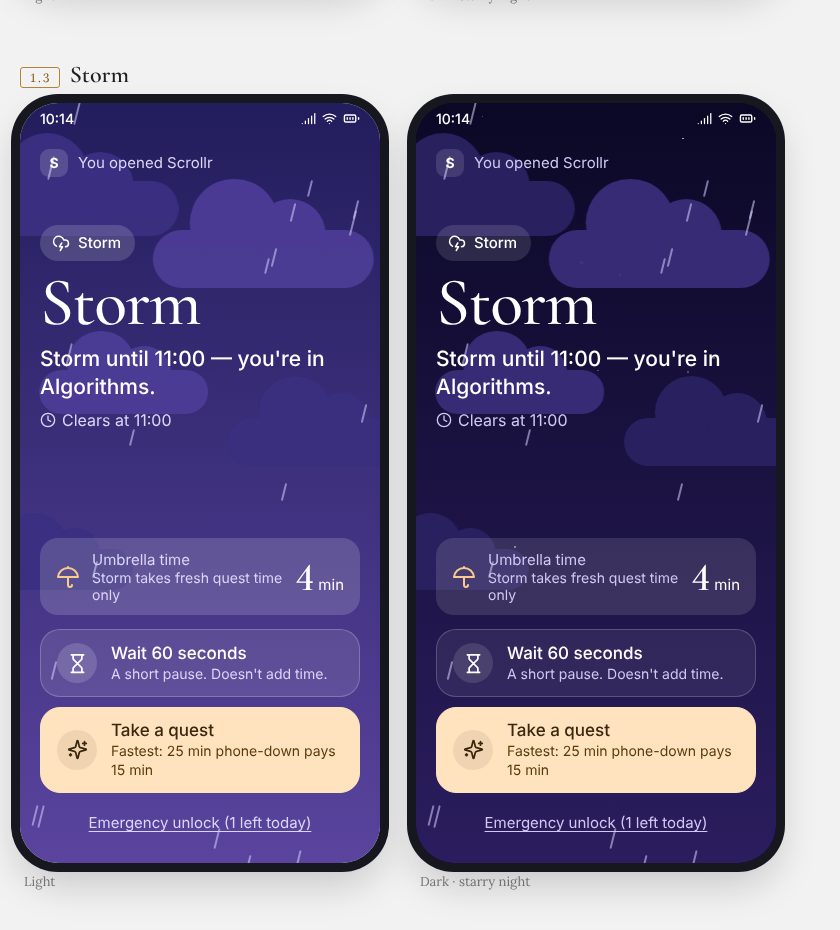 1.3 Storm
10:14
S You opened Scrollr
Storm
Storm
Storm until 11:00 — you're in
Algorithms.
Clears at 11:00
Umbrella time
Storm takes fresh quest time
only
4 min
Wait 60 seconds
A short pause. Doesn't add time.
Take a quest
Fastest: 25 min phone-down pays
15 min
Emergency unlock (1 left today)
Light
10:14
S You opened Scrollr
Storm
Storm
Storm until 11:00 — you're in
Algorithms.
Clears at 11:00
Umbrella time
Storm takes fresh quest time
only
4 min
Wait 60 seconds
A short pause. Doesn't add time.
Take a quest
Fastest: 25 min phone-down pays
15 min
Emergency unlock (1 left today)
Dark · starry night